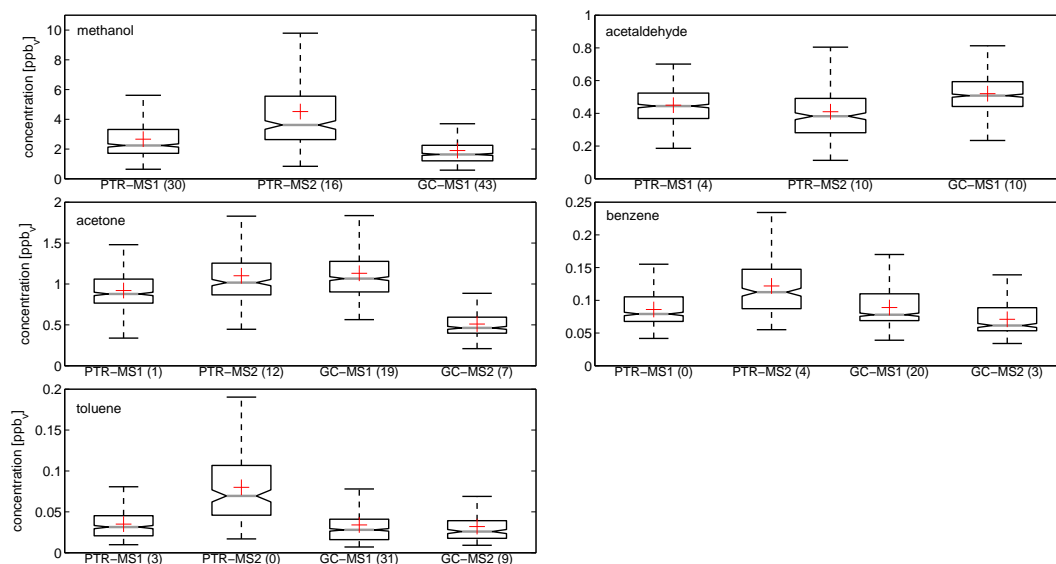 methanol
concentration [ppbv]
10
8
6
4
2
0
PTR−MS1 (30) PTR−MS2 (16) GC−MS1 (43)
acetaldehyde
1
0.8
0.6
0.4
0.2
0
PTR−MS1 (4) PTR−MS2 (10) GC−MS1 (10)
acetone
concentration [ppbv]
2
1.5
1
0.5
0
PTR−MS1 (1) PTR−MS2 (12) GC−MS1 (19) GC−MS2 (7)
benzene
0.25
0.2
0.15
0.1
0.05
0
PTR−MS1 (0) PTR−MS2 (4) GC−MS1 (20) GC−MS2 (3)
toluene
concentration [ppbv]
0.2
0.15
0.1
0.05
0
PTR−MS1 (3) PTR−MS2 (0) GC−MS1 (31) GC−MS2 (9)